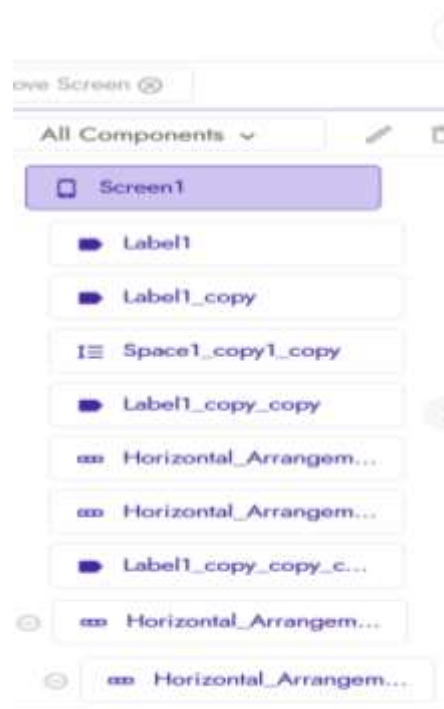 ove Screen
All Components
Screen1
Label1
Label1_copy
Space1_copy1_copy
Label1_copy_copy
Horizontal_Arrangem...
Horizontal_Arrangem...
Label1_copy_copy_c...
Horizontal_Arrangem...
Horizontal_Arrangem...